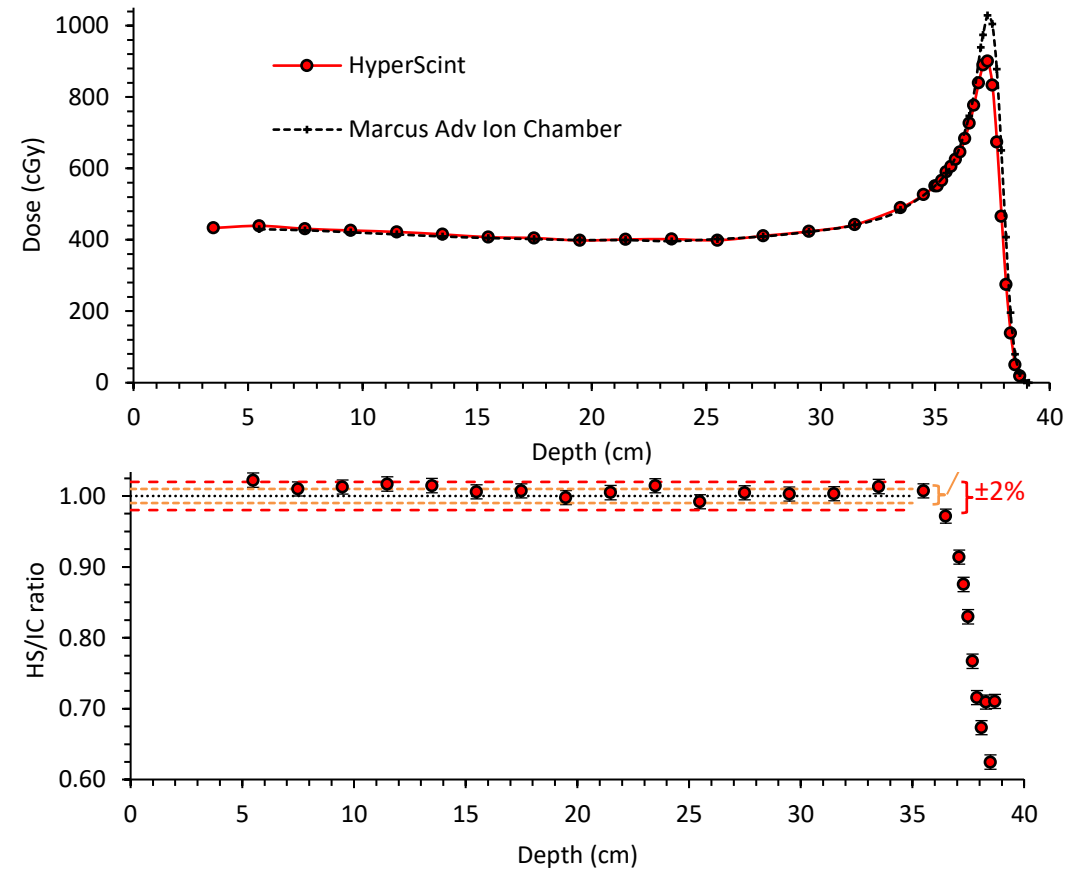 1000
800
600
400
200
0
Dose (cGy)
HyperScint
Marcus Adv Ion Chamber
0 5 10 15 20 25 30 35 40
Depth (cm)
1.00
0.90
0.80
0.70
0.60
HS/IC ratio
±2%
0 5 10 15 20 25 30 35 40
Depth (cm)